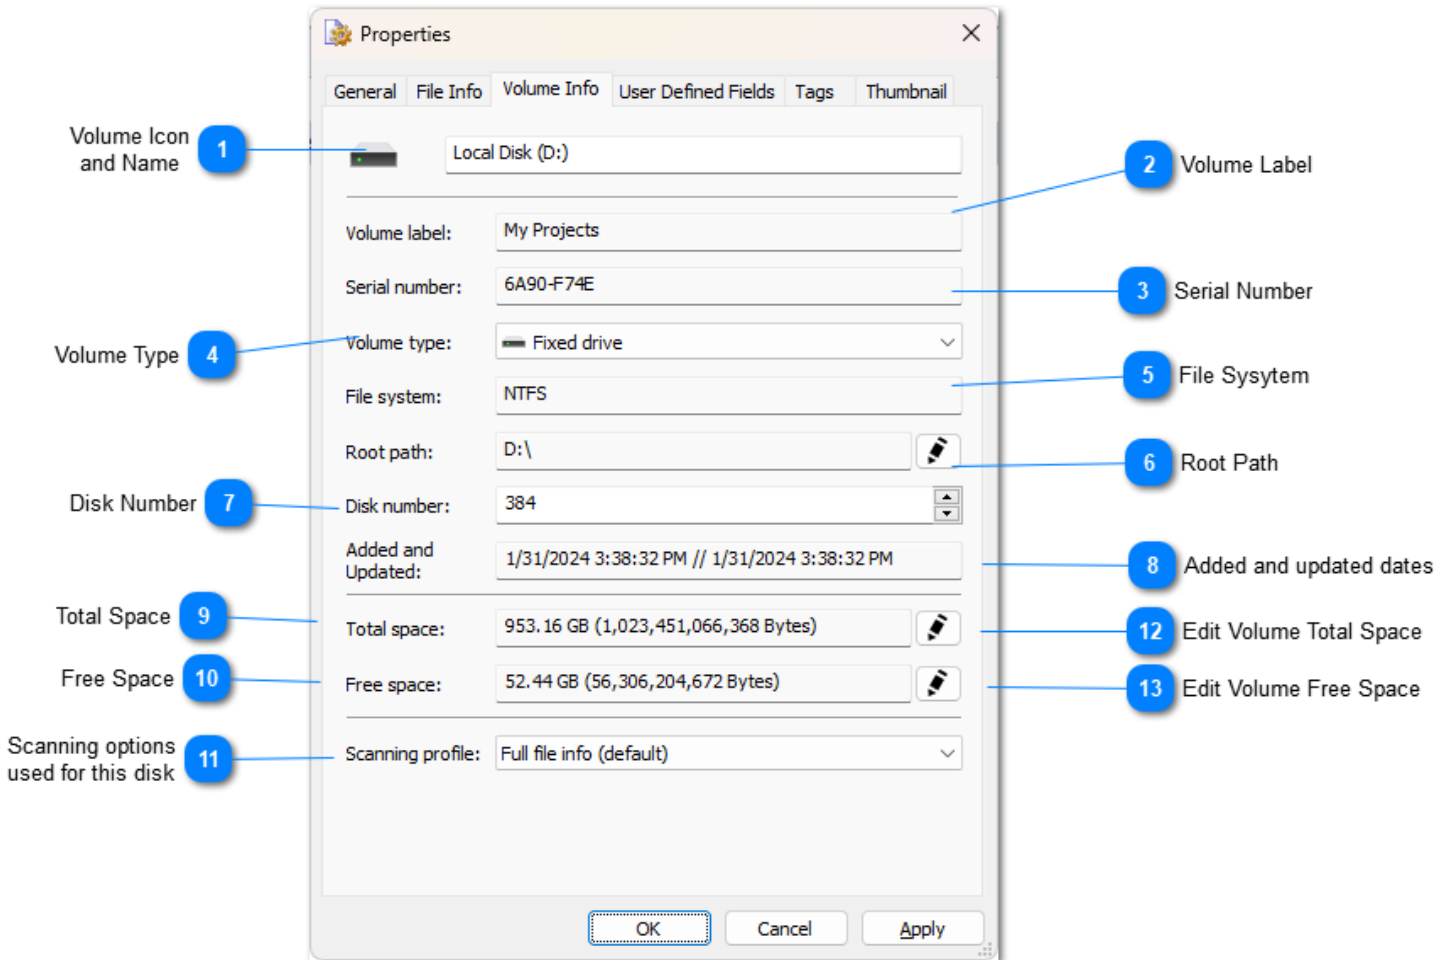 Properties
General File Info Volume Info User Defined Fields Tags Thumbnail
Volume Icon
and Name
1
Local Disk (D:)
2
Volume Label
Volume label: My Projects
Serial number: 6A90-F74E
3
Serial Number
Volume Type
4
Volume type: Fixed drive
5
File Sysytem
File system: NTFS
Root path: D:\
6
Root Path
Disk Number
7
Disk number: 384
Added and
Updated:
1/31/2024 3:38:32 PM // 1/31/2024 3:38:32 PM
8
Added and updated dates
Total Space
9
Total space: 953.16 GB (1,023,451,066,368 Bytes)
12
Edit Volume Total Space
Free Space
10
Free space: 52.44 GB (56,306,204,672 Bytes)
13
Edit Volume Free Space
Scanning options
used for this disk
11
Scanning profile: Full file info (default)
OK Cancel Apply